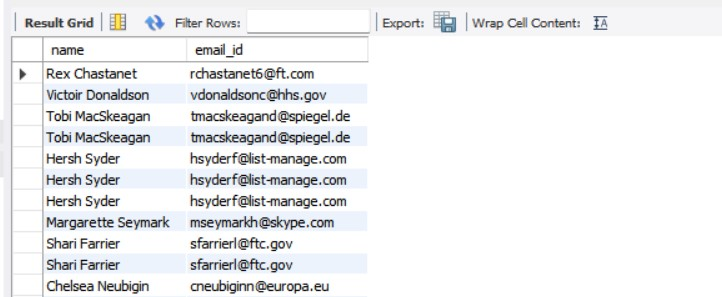 Result Grid Filter Rows: Export: Wrap Cell Content:
name email_id
Rex Chastanet rchastanet6@ft.com
Victoir Donaldson vdonaldsonc@hhs.gov
Tobi MacSkeagan tmacskeagand@spiegel.de
Tobi MacSkeagan tmacskeagand@spiegel.de
Hersh Syder hsyderf@list-manage.com
Hersh Syder hsyderf@list-manage.com
Hersh Syder hsyderf@list-manage.com
Margarette Seymark mseymarkh@skype.com
Shari Farrier sfarrierl@ftc.gov
Shari Farrier sfarrierl@ftc.gov
Chelsea Neubigin cneubiginn@europa.eu